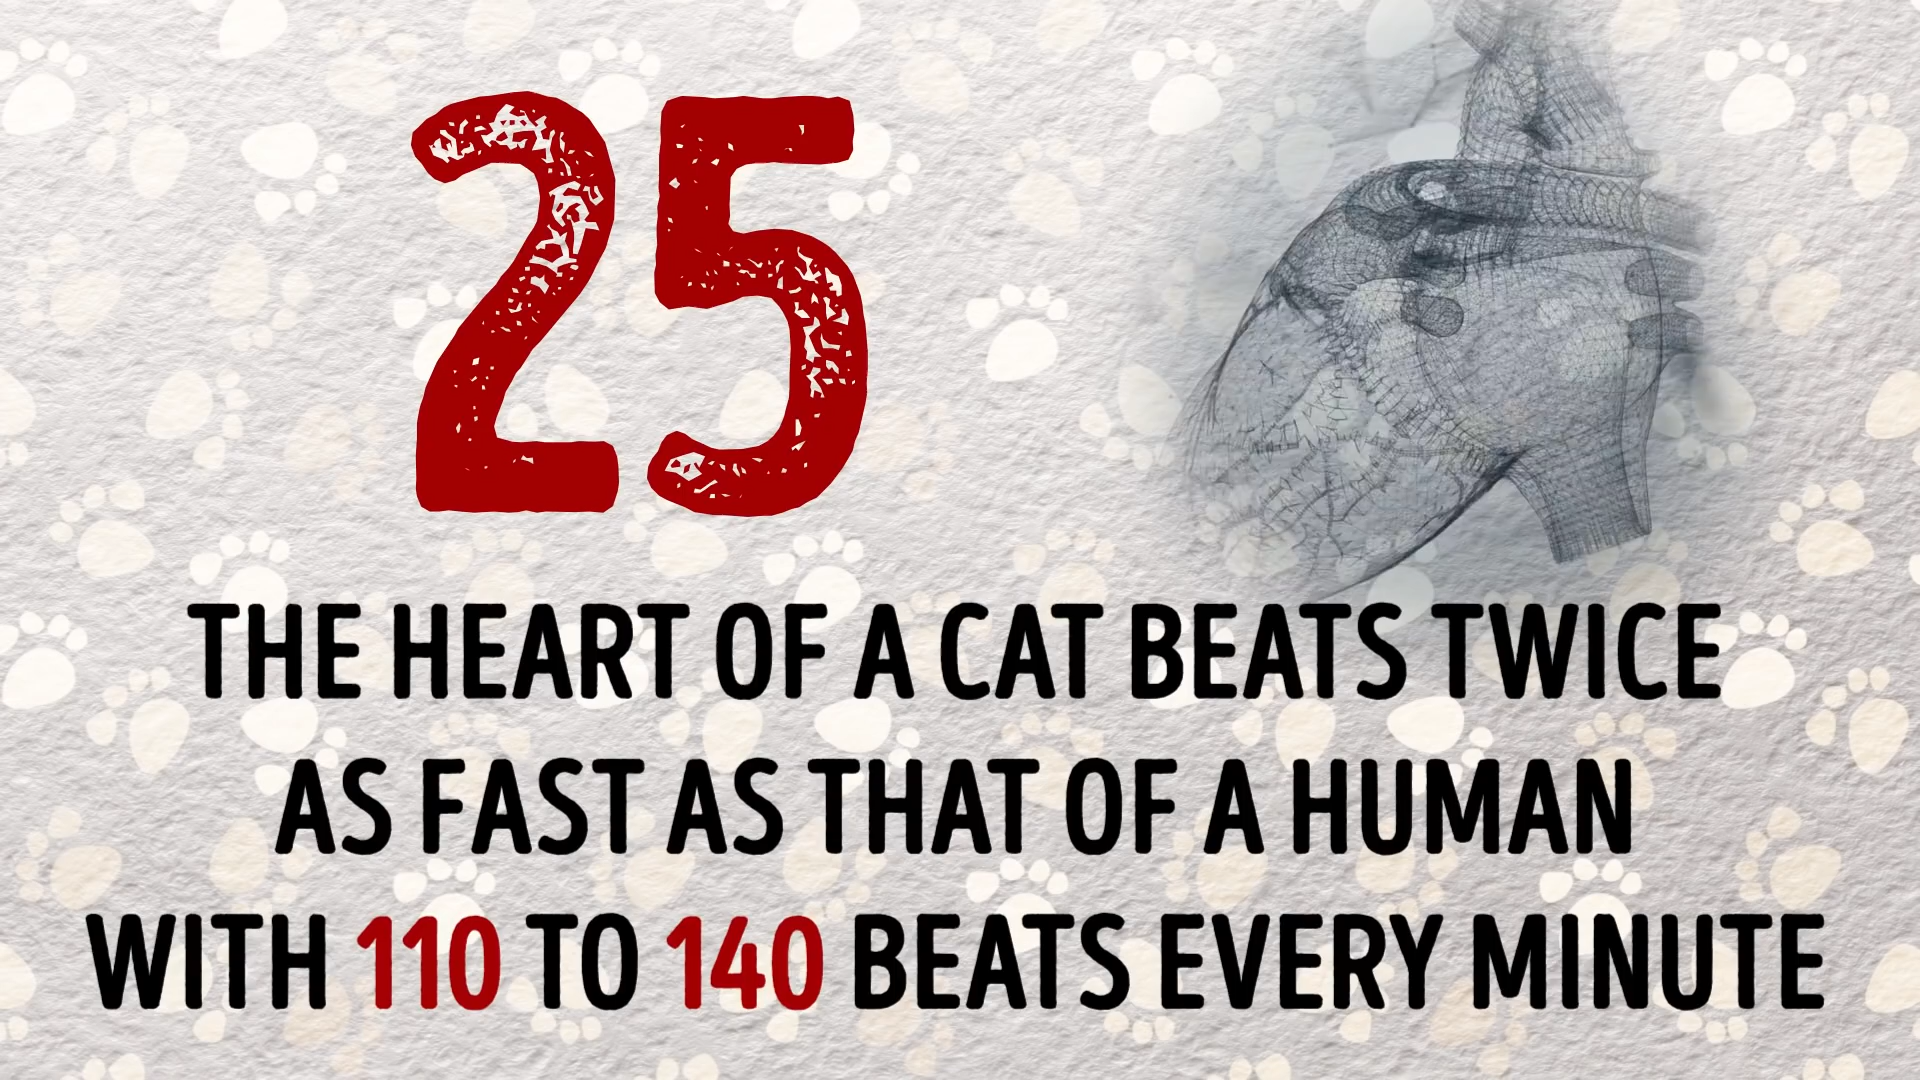 25
THE HEART OF A CAT BEATS TWICE
AS FAST AS THAT OF A HUMAN
WITH 110 TO 140 BEATS EVERY MINUTE